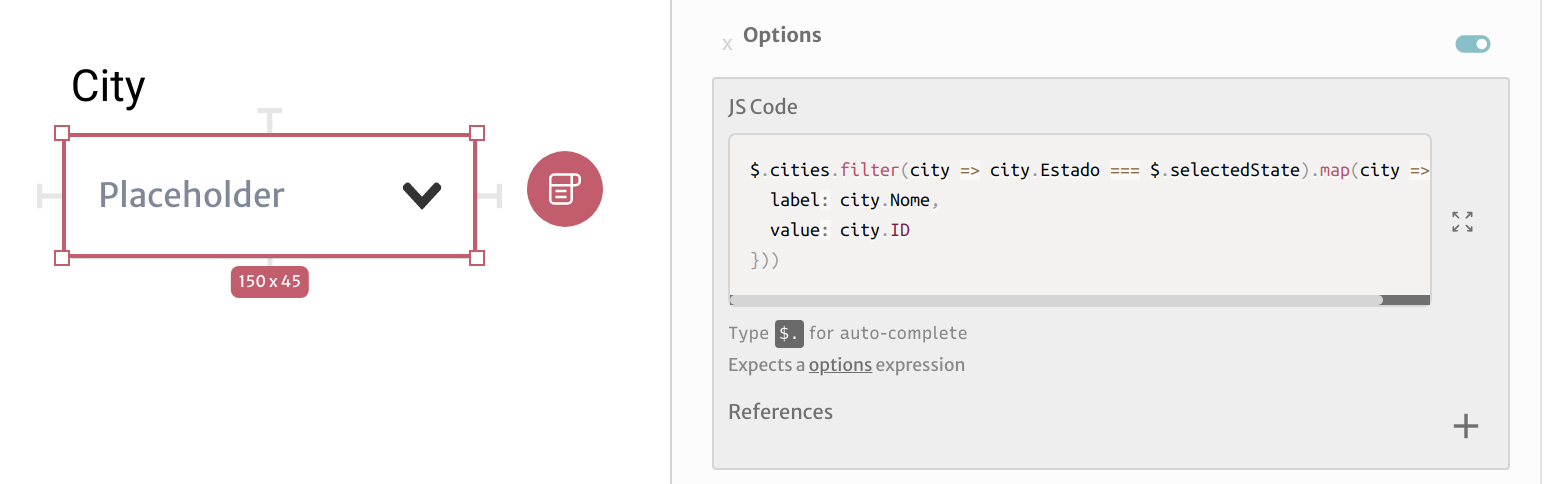 City
Placeholder
150 x 45
x Options
JS Code
$.cities.filter(city => city.Estado === $.selectedState).map(city =>
label: city.Nome,
value: city.ID
}))
Type $. for auto-complete
Expects a options expression
References